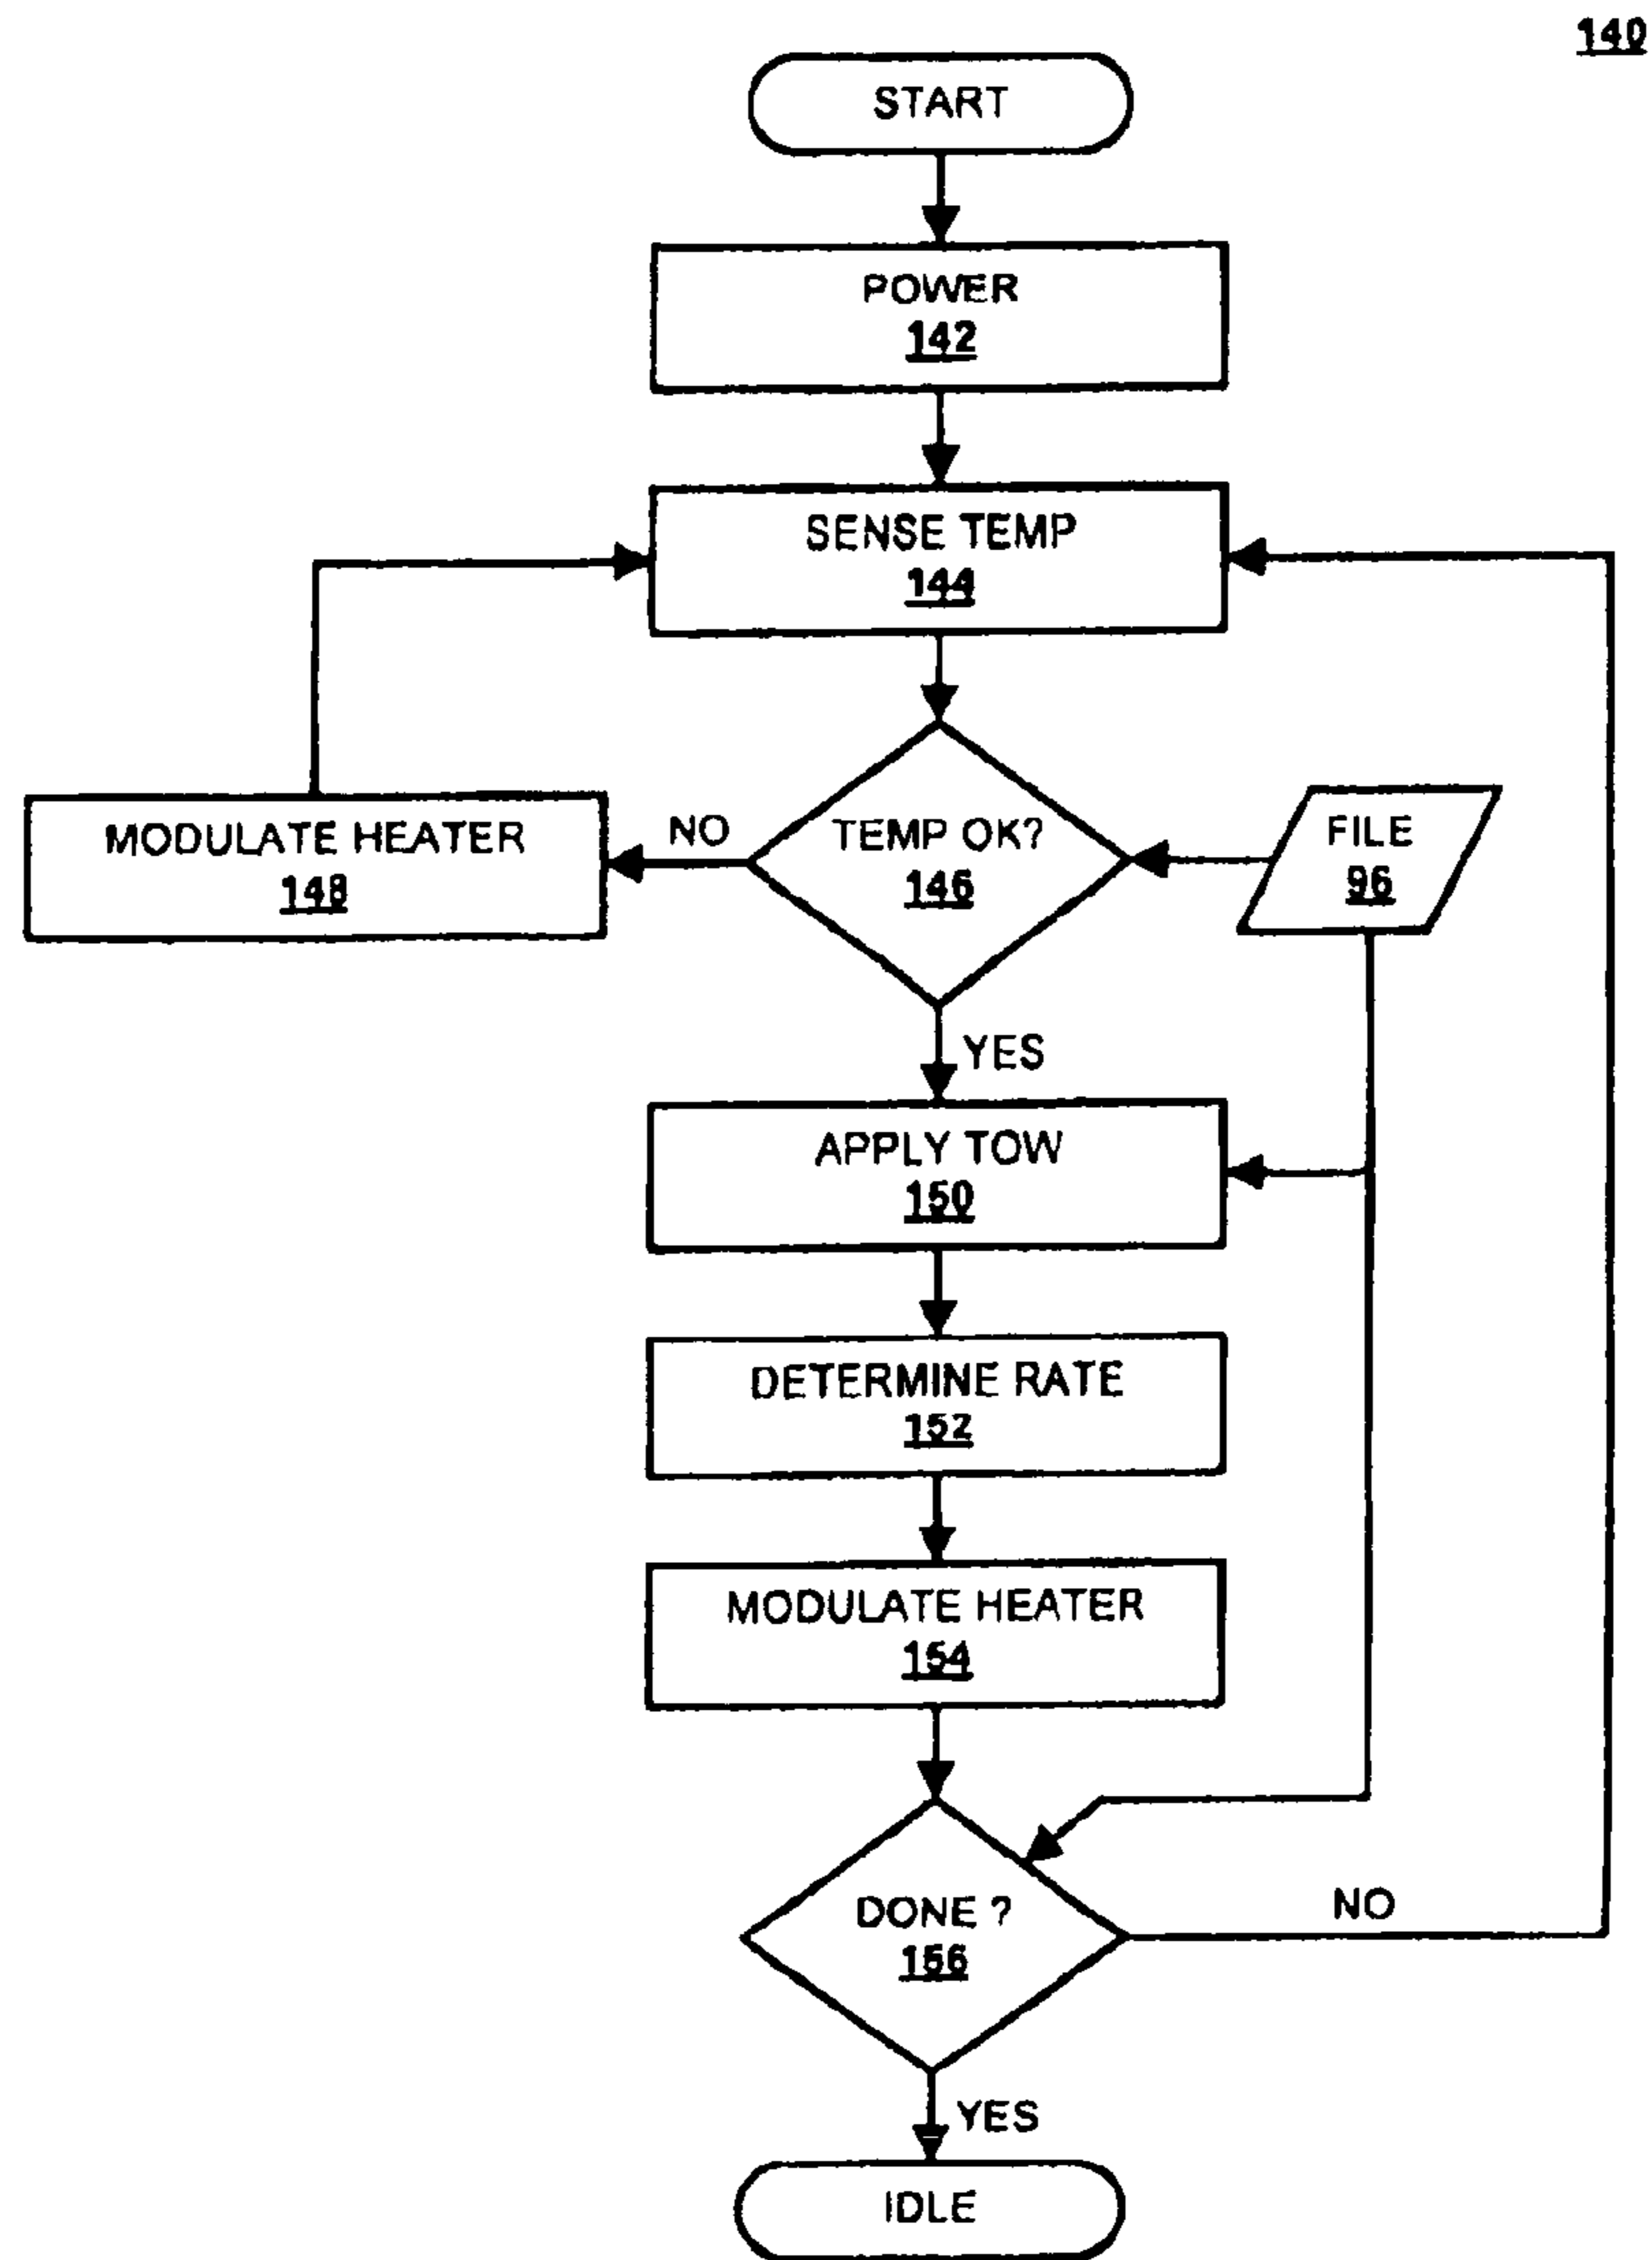 140
START
POWER
142
SENSE TEMP
144
MODULATE HEATER
148
NO
TEMP OK?
146
FILE
96
YES
APPLY TOW
150
DETERMINE RATE
152
MODULATE HEATER
154
DONE ?
156
NO
YES
IDLE